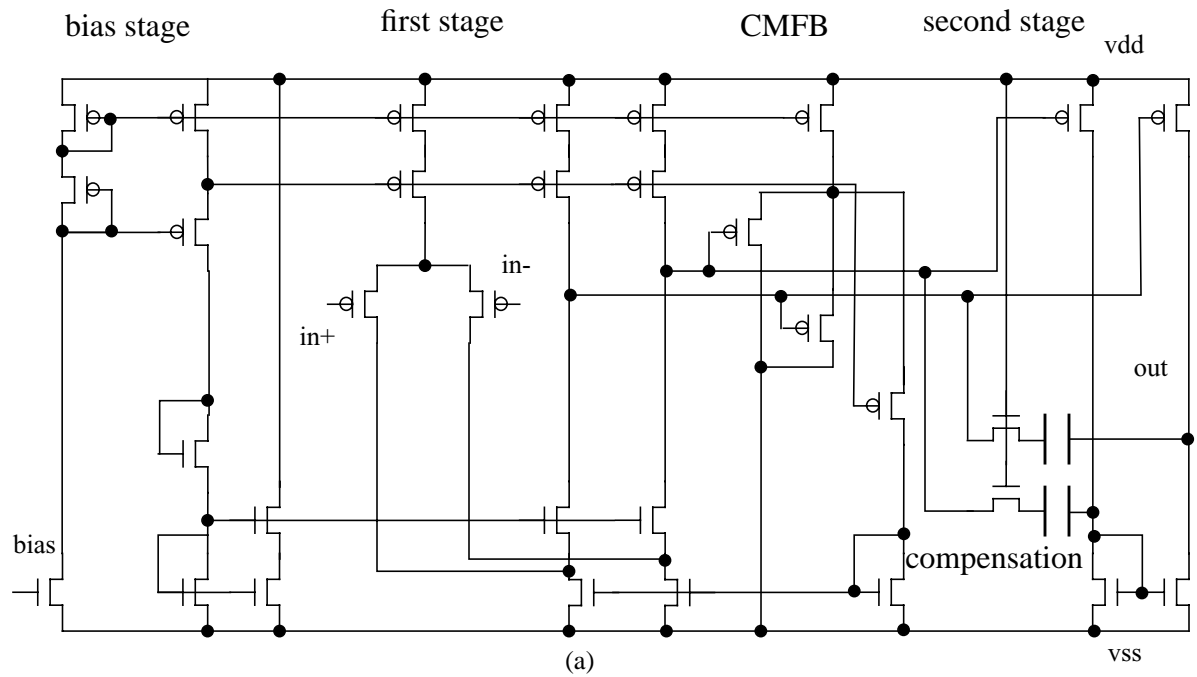 bias stage
first stage
CMFB
second stage
vdd
in-
in+
out
bias
compensation
vss
(a)